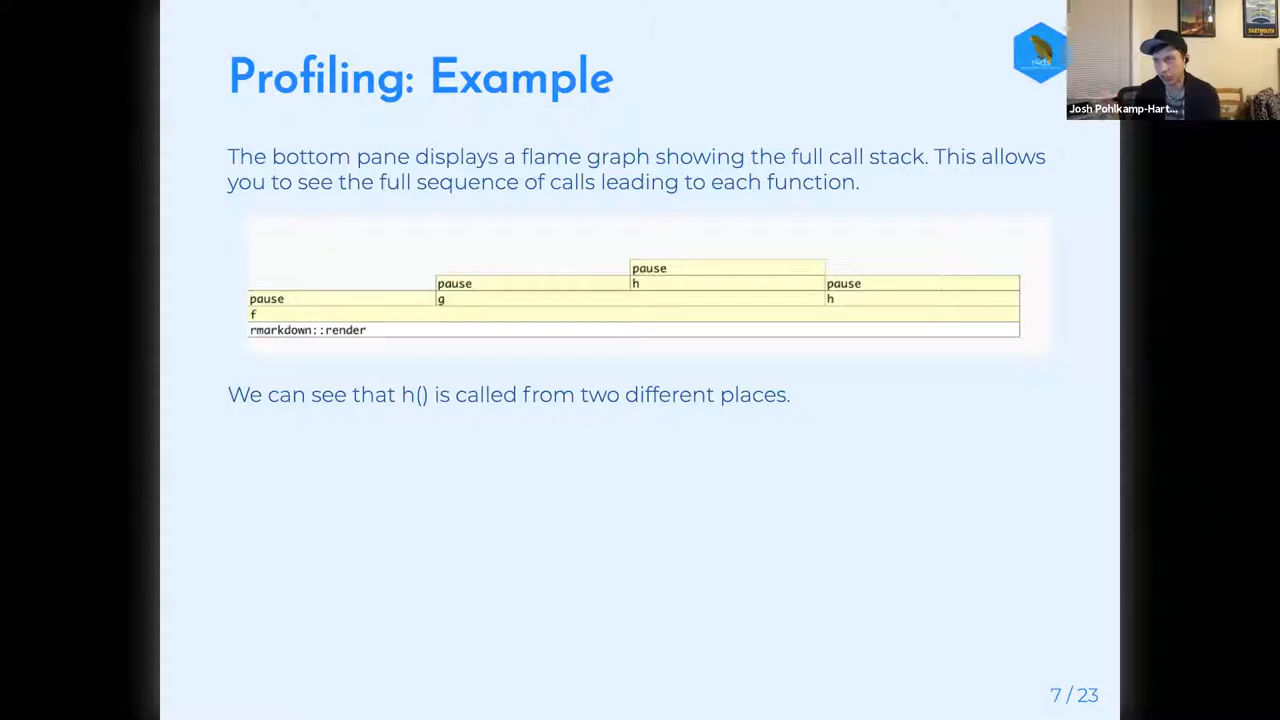 Profiling: Example
r4ds
DARTMOUTH
Josh Pohlkamp-Hart...
The bottom pane displays a flame graph showing the full call stack. This allows
you to see the full sequence of calls leading to each function.
pause
pause h pause
pause g h
f
rmarkdown::render
We can see that h() is called from two different places.
7 / 23